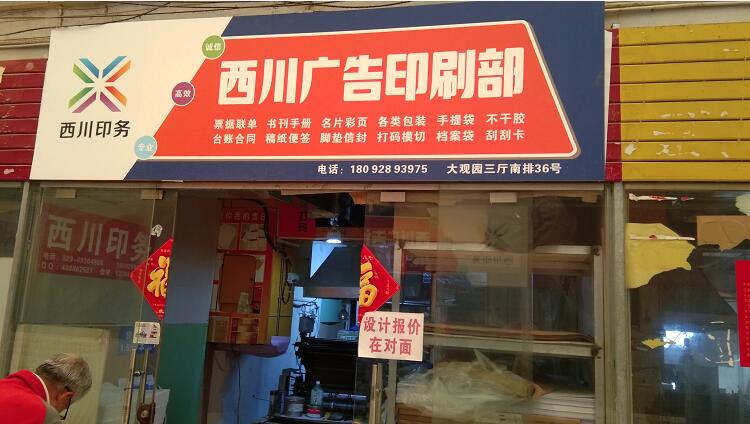 诚信
高效
专业
西川印务
西川广告印刷部
票据联单 书刊手册 名片彩页 各类包装 手提袋 不干胶
台账合同 稿纸便签 脚垫信封 打码模切 档案袋 刮刮卡
电话: 180 928 93975 大观园三厅南排36号
西川印务
福
福
设计报价
在对面